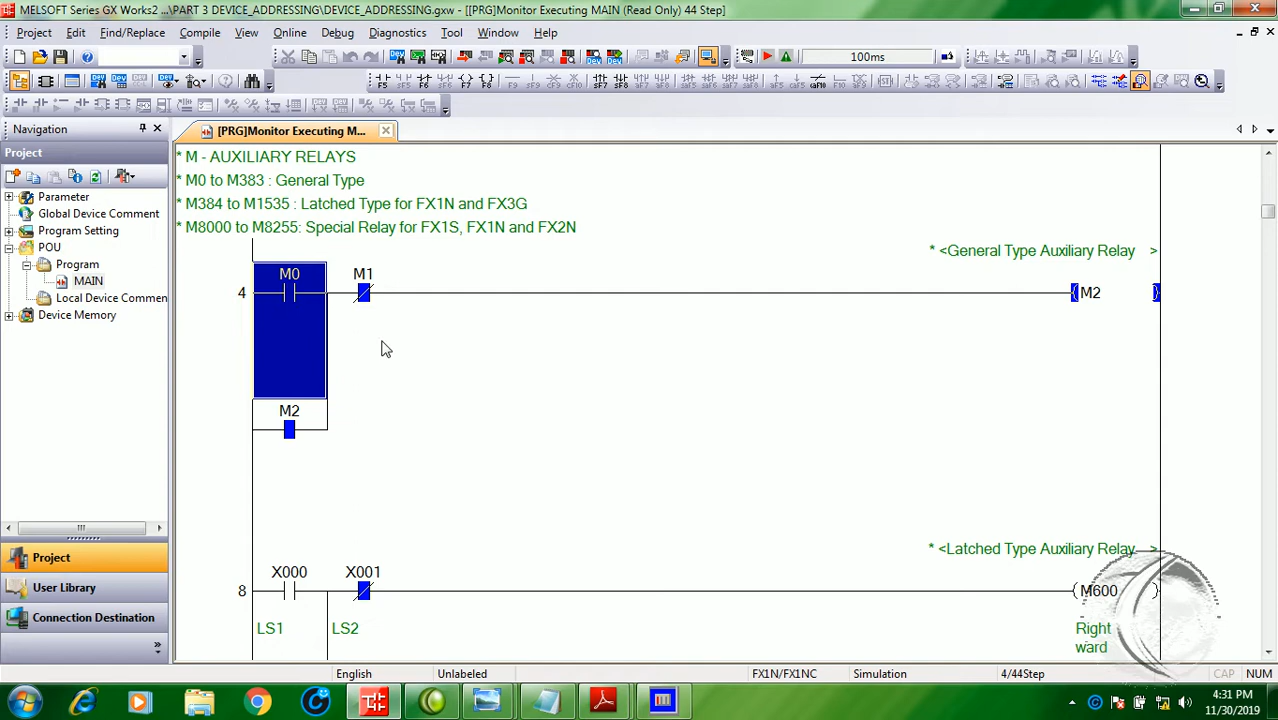 MELSOFT Series GX Works2 ...\PART 3 DEVICE_ADDRESSING\DEVICE_ADDRESSING.gxw - [[PRG]Monitor Executing MAIN (Read Only) 44 Step]
Project Edit Find/Replace Compile View Online Debug Diagnostics Tool Window Help
100ms
Navigation
[PRG]Monitor Executing M...
Project
Parameter
Global Device Comment
Program Setting
POU
Program
MAIN
Local Device Commen
Device Memory
* M - AUXILIARY RELAYS
* M0 to M383 : General Type
* M384 to M1535 : Latched Type for FX1N and FX3G
* M8000 to M8255: Special Relay for FX1S, FX1N and FX2N
* <General Type Auxiliary Relay >
M0 M1
4 M2
M2
* <Latched Type Auxiliary Relay >
X000 X001
8 M600
LS1 LS2 Right
ward
Project
User Library
Connection Destination
English Unlabeled FX1N/FX1NC Simulation 4/44Step CAP NUM
4:31 PM
11/30/2019